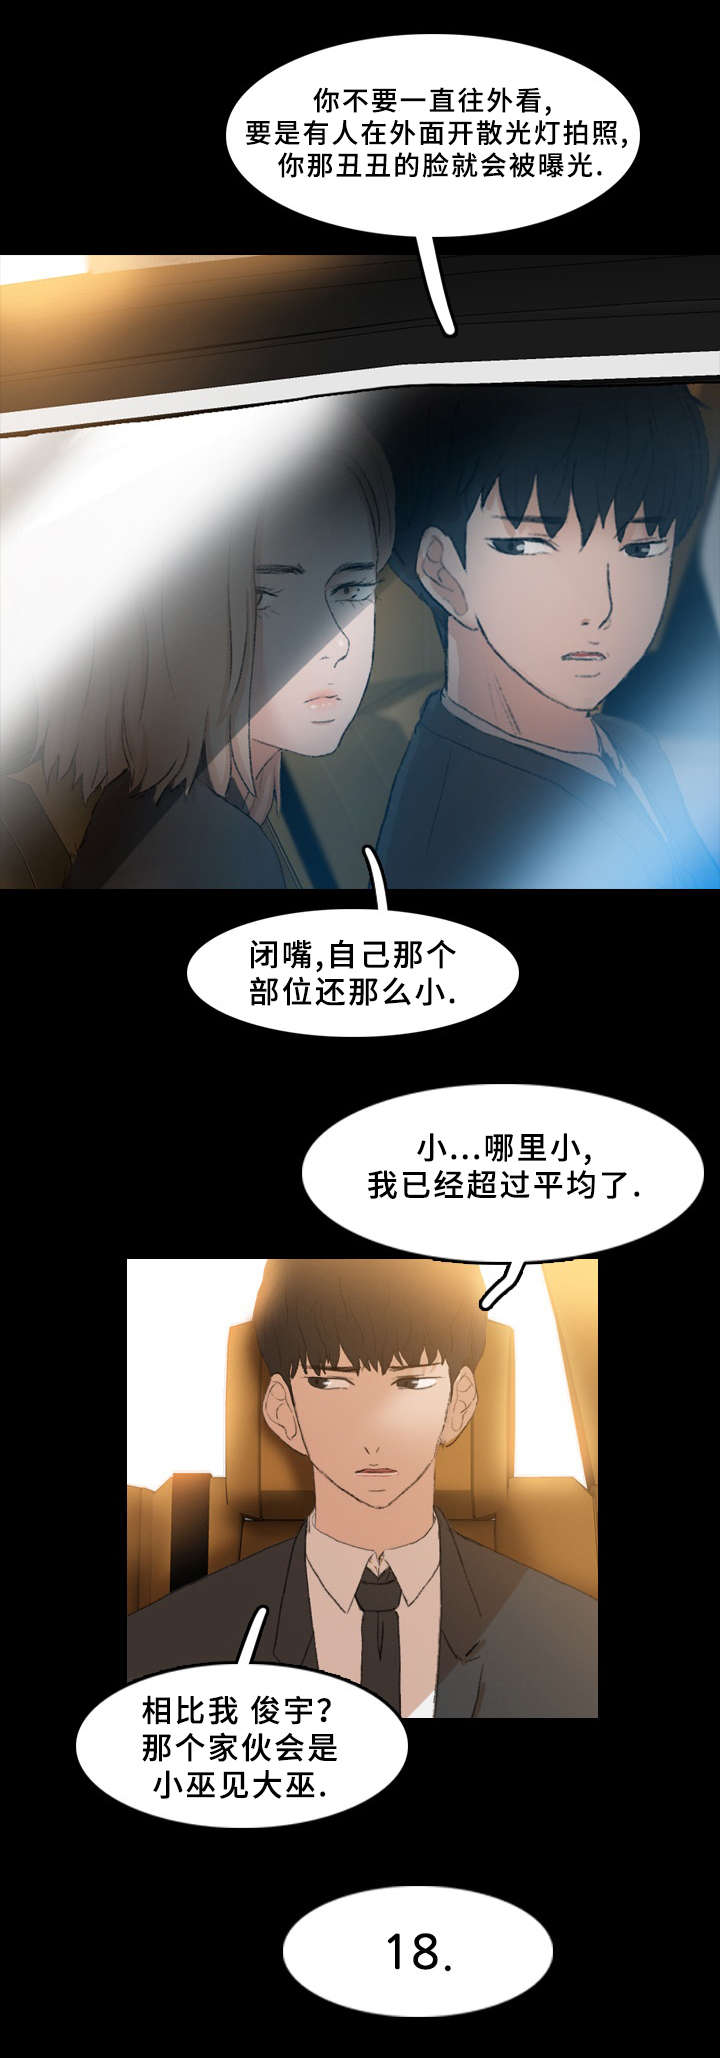 你不要一直往外看,
要是有人在外面开散光灯拍照,
你那丑丑的脸就会被曝光.
闭嘴,自己那个
部位还那么小.
小...哪里小,
我已经超过平均了.
相比我 俊宇?
那个家伙会是
小巫见大巫.
18.